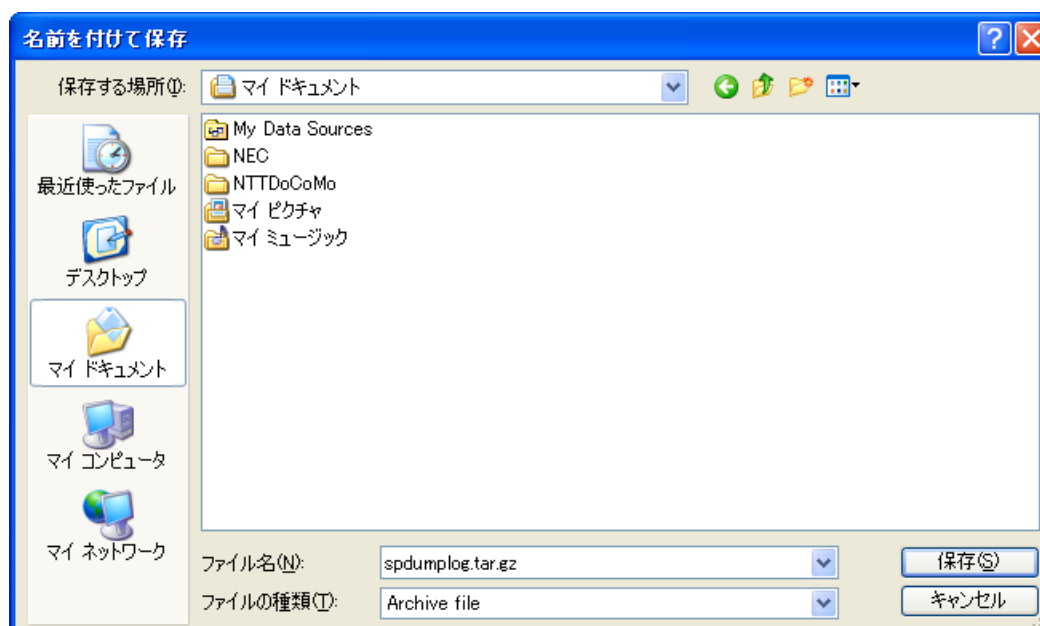 名前を付けて保存
保存する場所(I): マイ ドキュメント
My Data Sources
NEC
NTTDoCoMo
マイ ピクチャ
マイ ミュージック
最近使ったファイル
デスクトップ
マイ ドキュメント
マイ コンピュータ
マイ ネットワーク
ファイル名(N): spdumplog.tar.gz 保存(S)
ファイルの種類(T): Archive file キャンセル